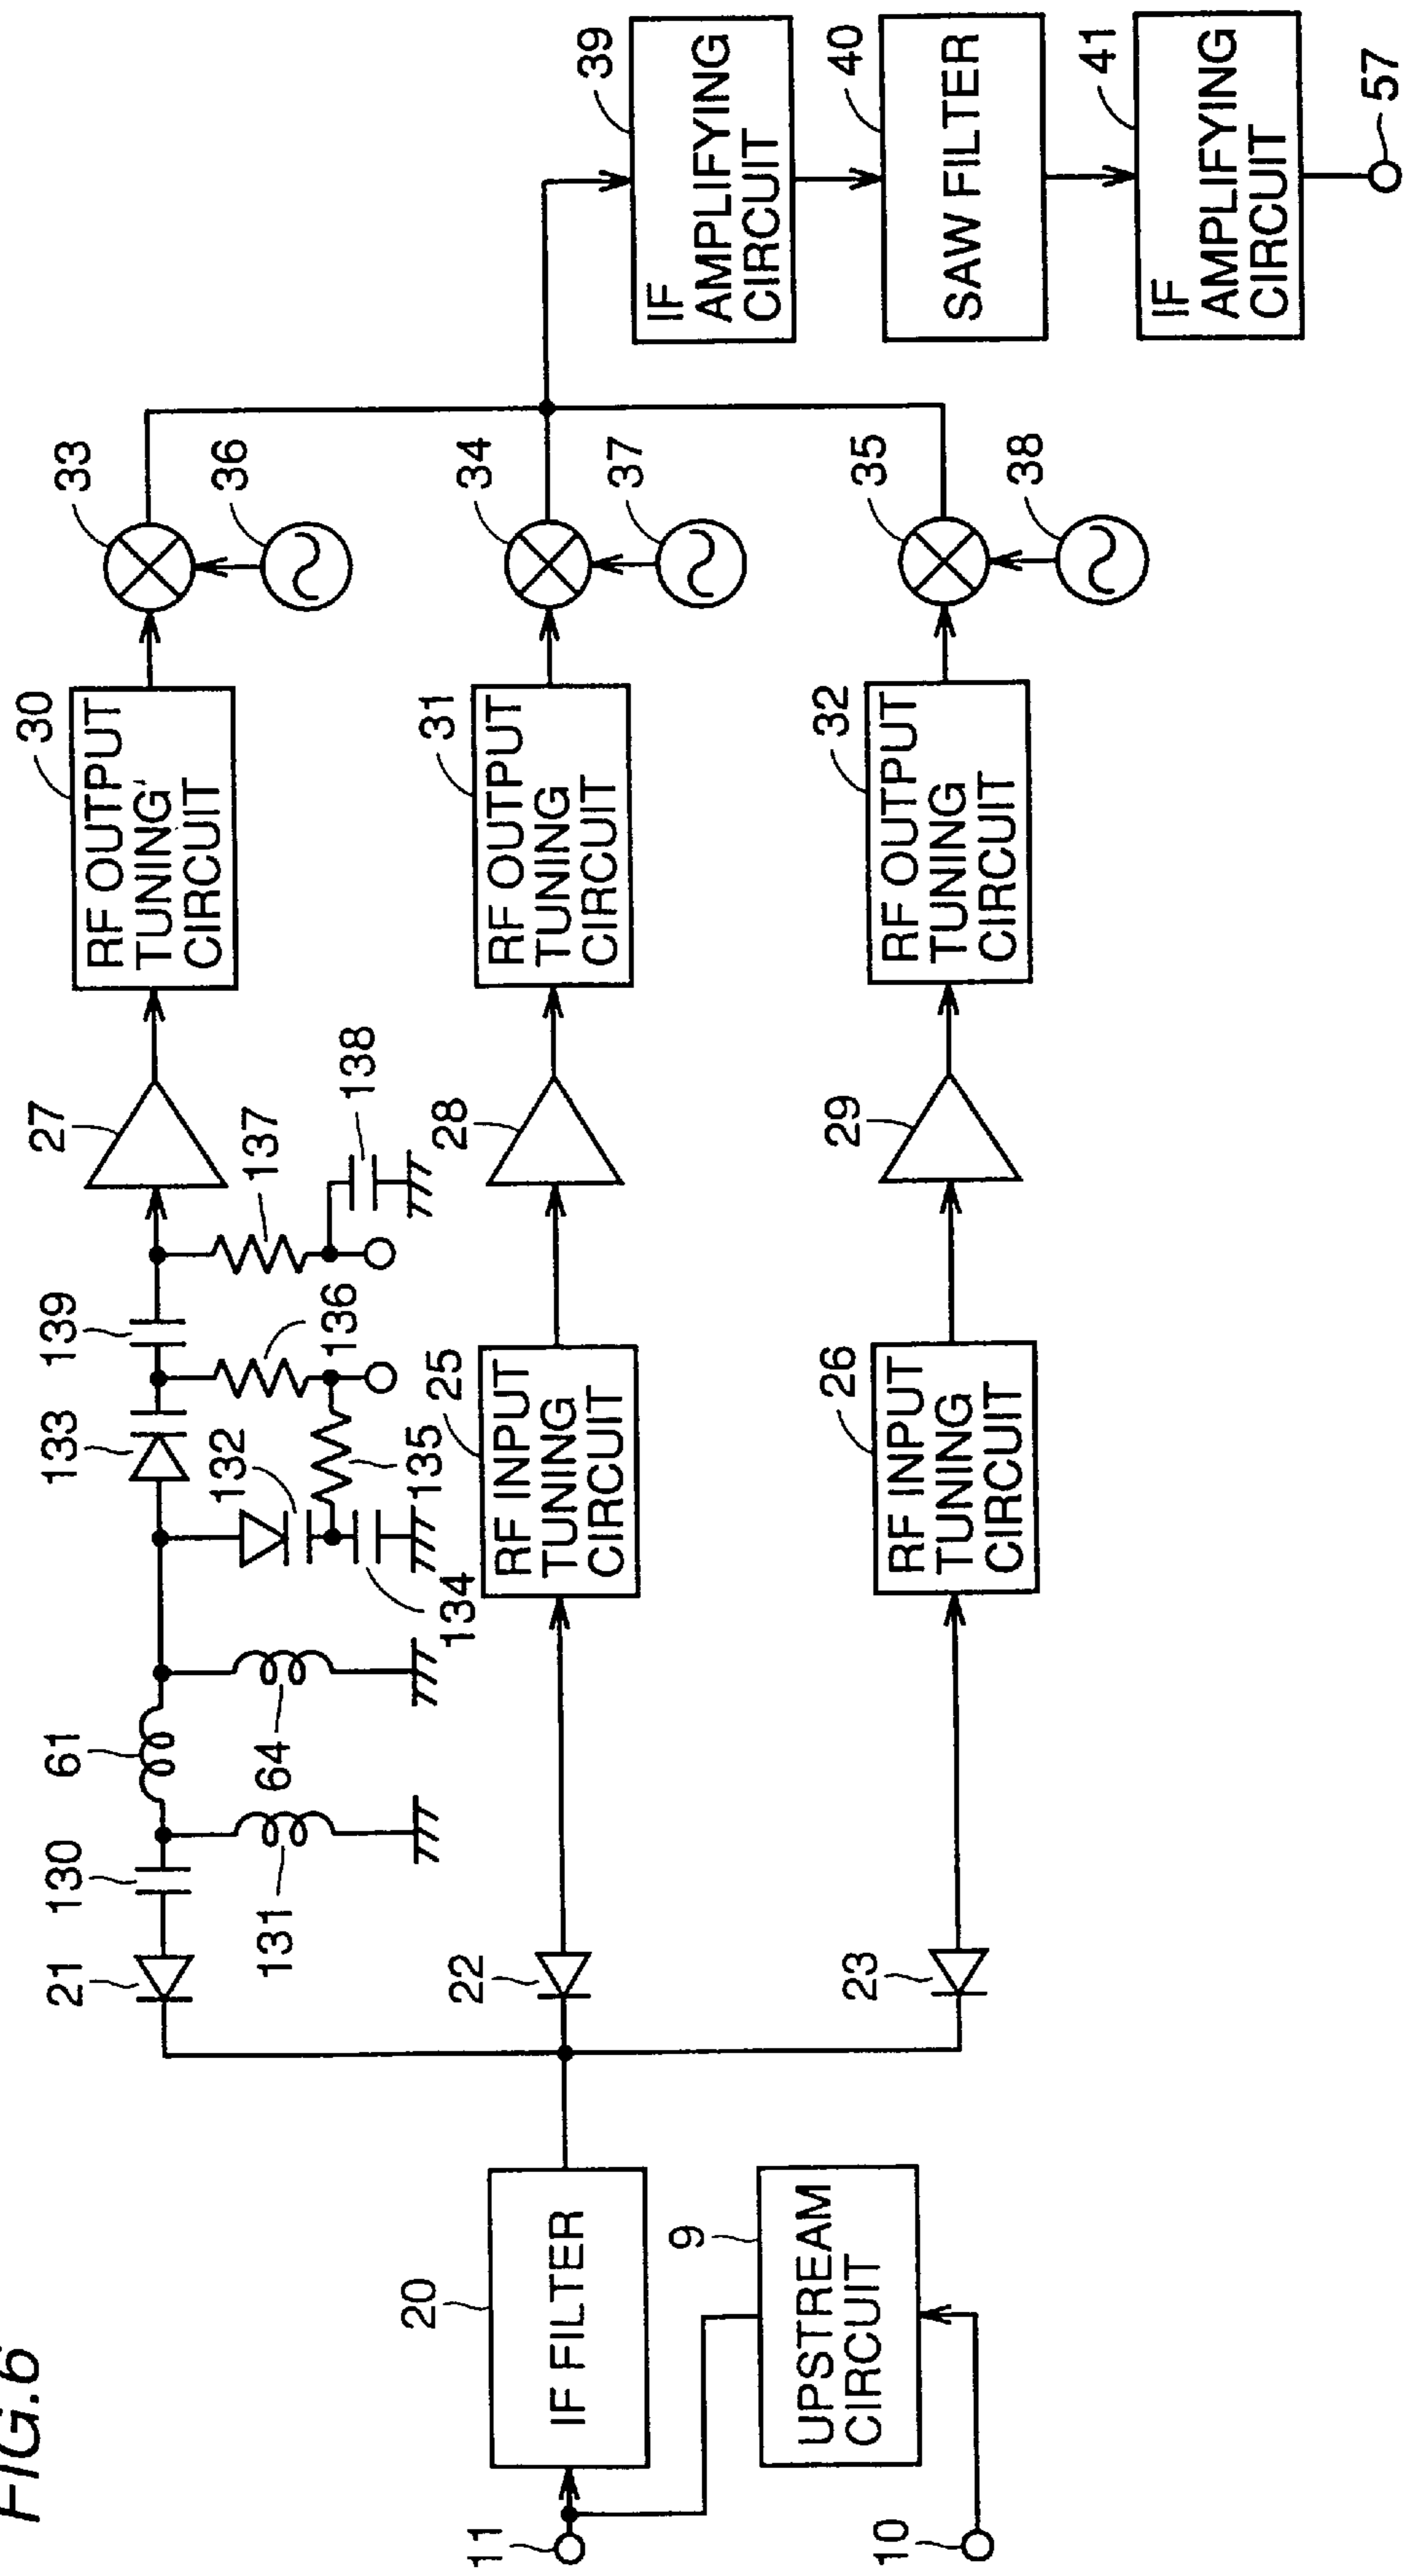 FIG.6
11
10
20
IF FILTER
9
UPSTREAM
CIRCUIT
21
22
23
130
131
61
64
132
133
134
135
136
137
138
139
25
RF INPUT
TUNING
CIRCUIT
26
RF INPUT
TUNING
CIRCUIT
27
28
29
30
RF OUTPUT
TUNING
CIRCUIT
31
RF OUTPUT
TUNING
CIRCUIT
32
RF OUTPUT
TUNING
CIRCUIT
33
36
34
37
35
38
39
IF
AMPLIFYING
CIRCUIT
40
SAW FILTER
41
IF
AMPLIFYING
CIRCUIT
57